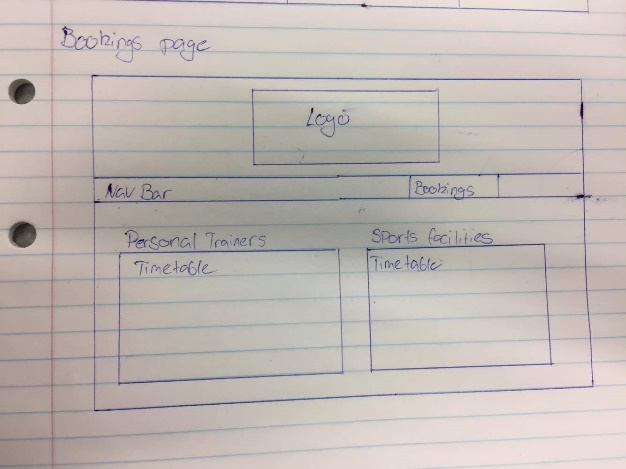 Bookings page
Logo
Nav Bar Bookings
Personal Trainers Sports facilities
Timetable Timetable